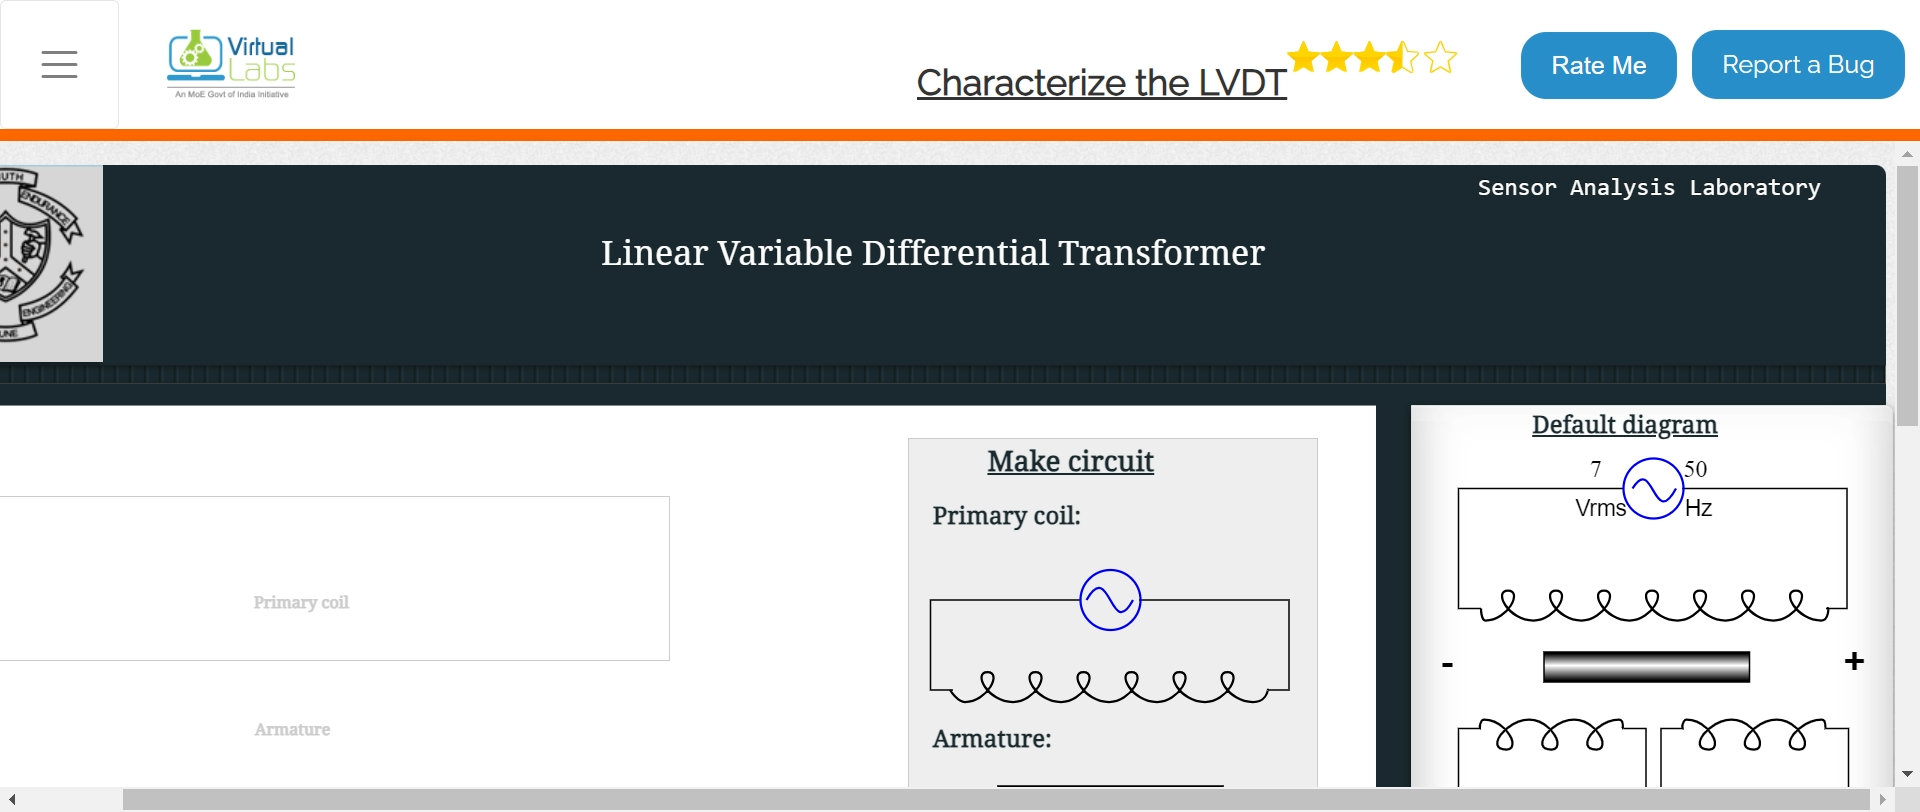 Virtual
Labs
An MoE Govt of India Initiative
Characterize the LVDT
Rate Me
Report a Bug
UTH
ENDURANCE
ENGINEERING
UNE
Sensor Analysis Laboratory
Linear Variable Differential Transformer
Primary coil
Armature
Make circuit
Primary coil:
Armature:
Default diagram
7
50
Vrms
Hz
-
+